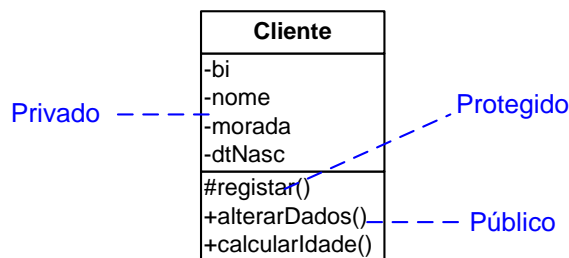 Cliente
-bi
-nome
Privado
-morada
Protegido
-dtNasc
#registar()
+alterarDados()
Público
+calcularIdade()